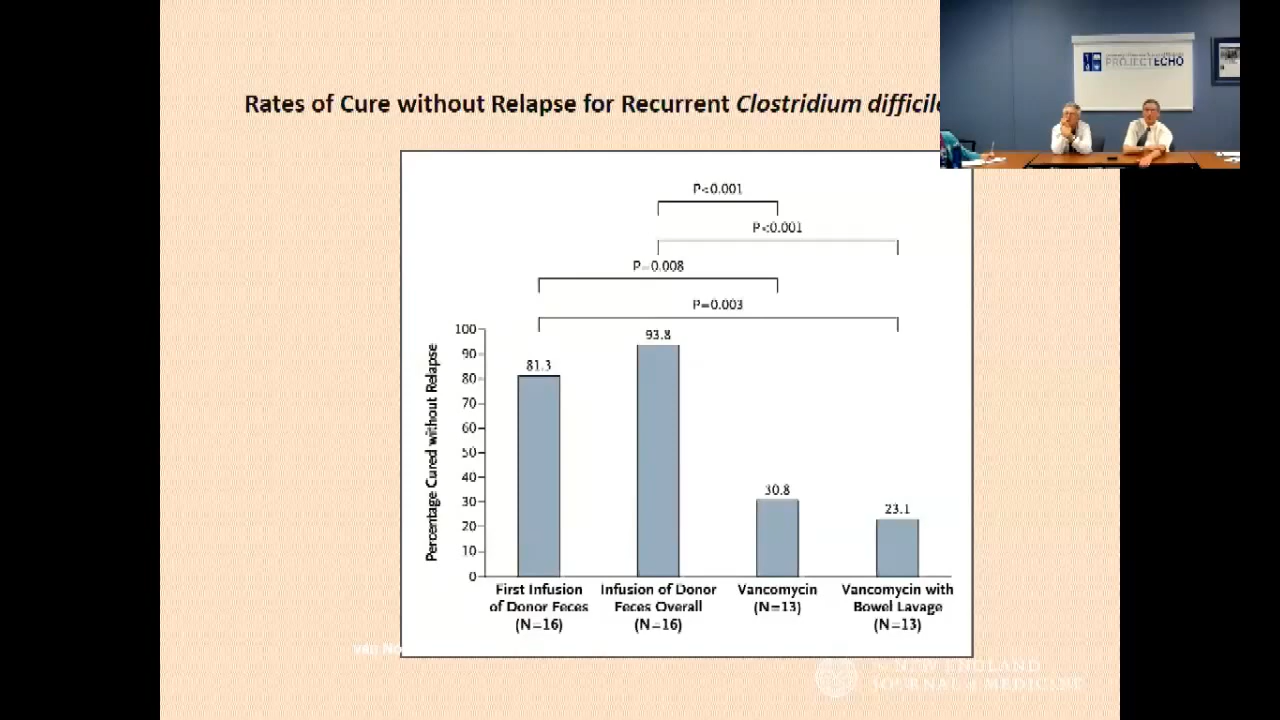 Rates of Cure without Relapse for Recurrent Clostridium difficile
PROJECTECHO
P<0.001
P<0.001
P=0.008
P=0.003
Percentage Cured without Relapse
100
90
80
70
60
50
40
30
20
10
0
81.3
93.8
30.8
23.1
First Infusion
of Donor Feces
(N=16)
Infusion of Donor
Feces Overall
(N=16)
Vancomycin
(N=13)
Vancomycin with
Bowel Lavage
(N=13)
van No
NEW ENGLAND
JOURNAL of MEDICINE